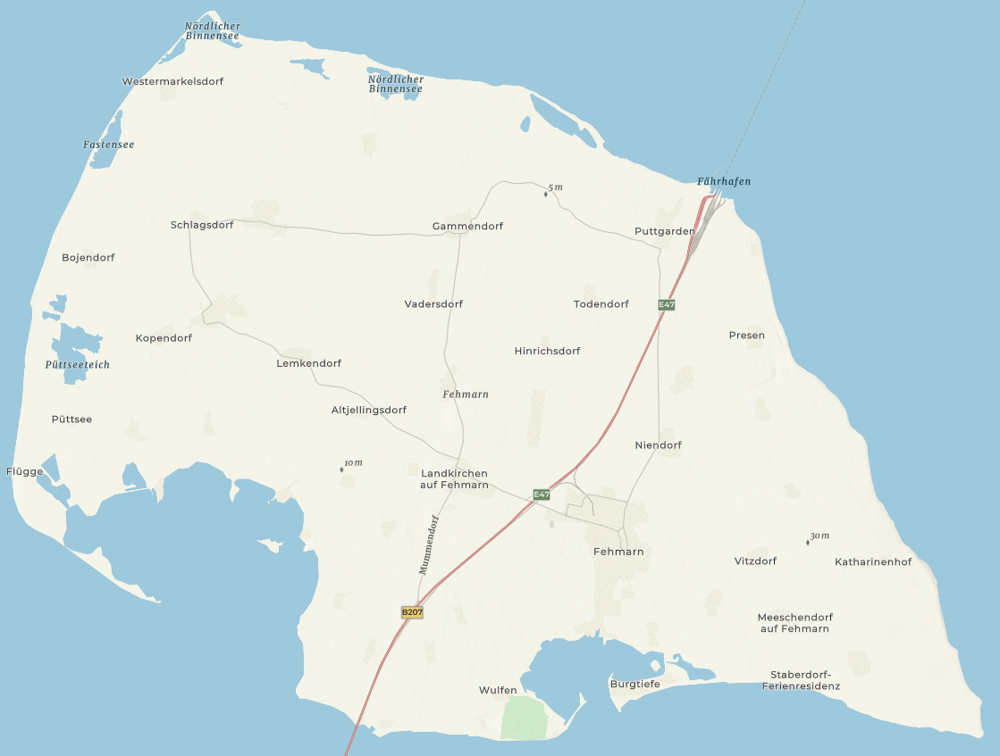 Nördlicher
Binnensee
Westermarkelsdorf
Nördlicher
Binnensee
Fastensee
Fährhafen
5 m
Schlagsdorf
Gammendorf
Puttgarden
Bojendorf
Vadersdorf
Todendorf
E47
Kopendorf
Presen
Hinrichsdorf
Püttseeteich
Lemkendorf
Fehmarn
Altjellingsdorf
Püttsee
Niendorf
10 m
Flügge
Landkirchen
auf Fehmarn
E47
Mummendorf
30 m
Fehmarn
Vitzdorf
Katharinenhof
B207
Meeschendorf
auf Fehmarn
Staberdorf-
Ferienresidenz
Burgtiefe
Wulfen